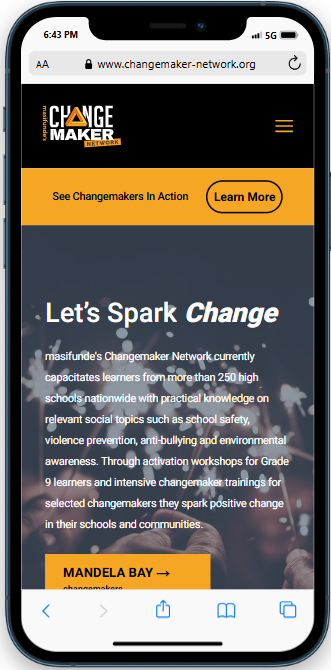 6:43 PM 5G
AA www.changemaker-network.org
masifunde's
CHANGE
MAKER
NETWORK
See Changemakers In Action Learn More
Let's Spark Change
masifunde's Changemaker Network currently
capacitates learners from more than 250 high
schools nationwide with practical knowledge on
relevant social topics such as school safety,
violence prevention, anti-bullying and environmental
awareness. Through activation workshops for Grade
9 learners and intensive changemaker trainings for
selected changemakers they spark positive change
in their schools and communities.
MANDELA BAY →
changemakers